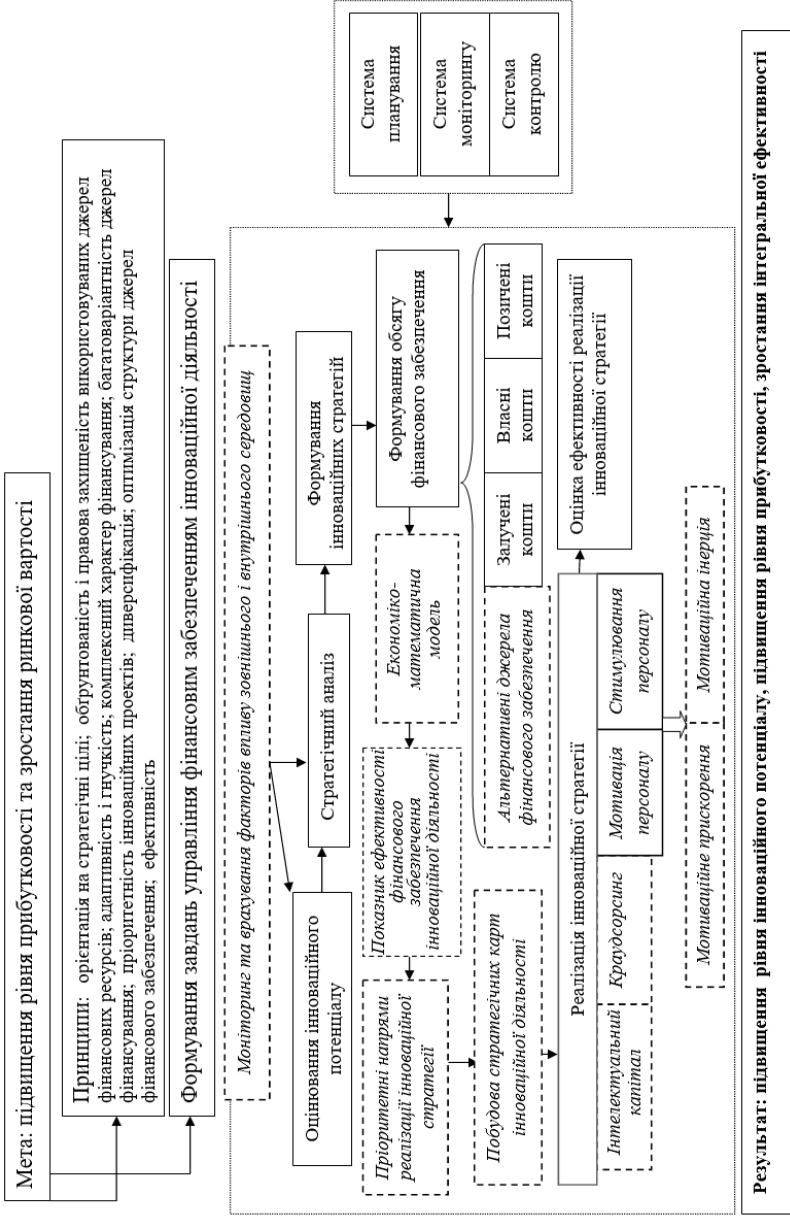 Мета: підвищення рівня прибутковості та зростання ринкової вартості
Принципи: орієнтація на стратегічні цілі; обґрунтованість і правова захищеність використовуваних джерел
фінансових ресурсів; адаптивність і гнучкість; комплексний характер фінансування; багатоваріантність джерел
фінансування; пріоритетність інноваційних проектів; диверсифікація; оптимізація структури джерел
фінансового забезпечення; ефективність
Формування завдань управління фінансовим забезпеченням інноваційної діяльності
Моніторинг та врахування факторів впливу зовнішнього і внутрішнього середовищ
Оцінювання інноваційного
потенціалу
Стратегічний аналіз
Формування
інноваційних стратегій
Пріоритетні напрями
реалізації інноваційної
стратегії
Показник ефективності
фінансового
забезпечення
інноваційної діяльності
Економіко-
математична
модель
Формування обсягу
фінансового забезпечення
Побудова стратегічних карт
інноваційної діяльності
Альтернативні джерела
фінансового забезпечення
Залучені
кошти
Власні
кошти
Позичені
кошти
Реалізація інноваційної стратегії
Оцінка ефективності реалізації
інноваційної стратегії
Інтелектуальний
капітал
Краудсорсинг
Мотивація
персоналу
Стимулювання
персоналу
Мотиваційне прискорення
Мотиваційна інерція
Система
планування
Система
моніторингу
Система
контролю
Результат: підвищення рівня інноваційного потенціалу, підвищення рівня прибутковості, зростання інтегральної ефективності